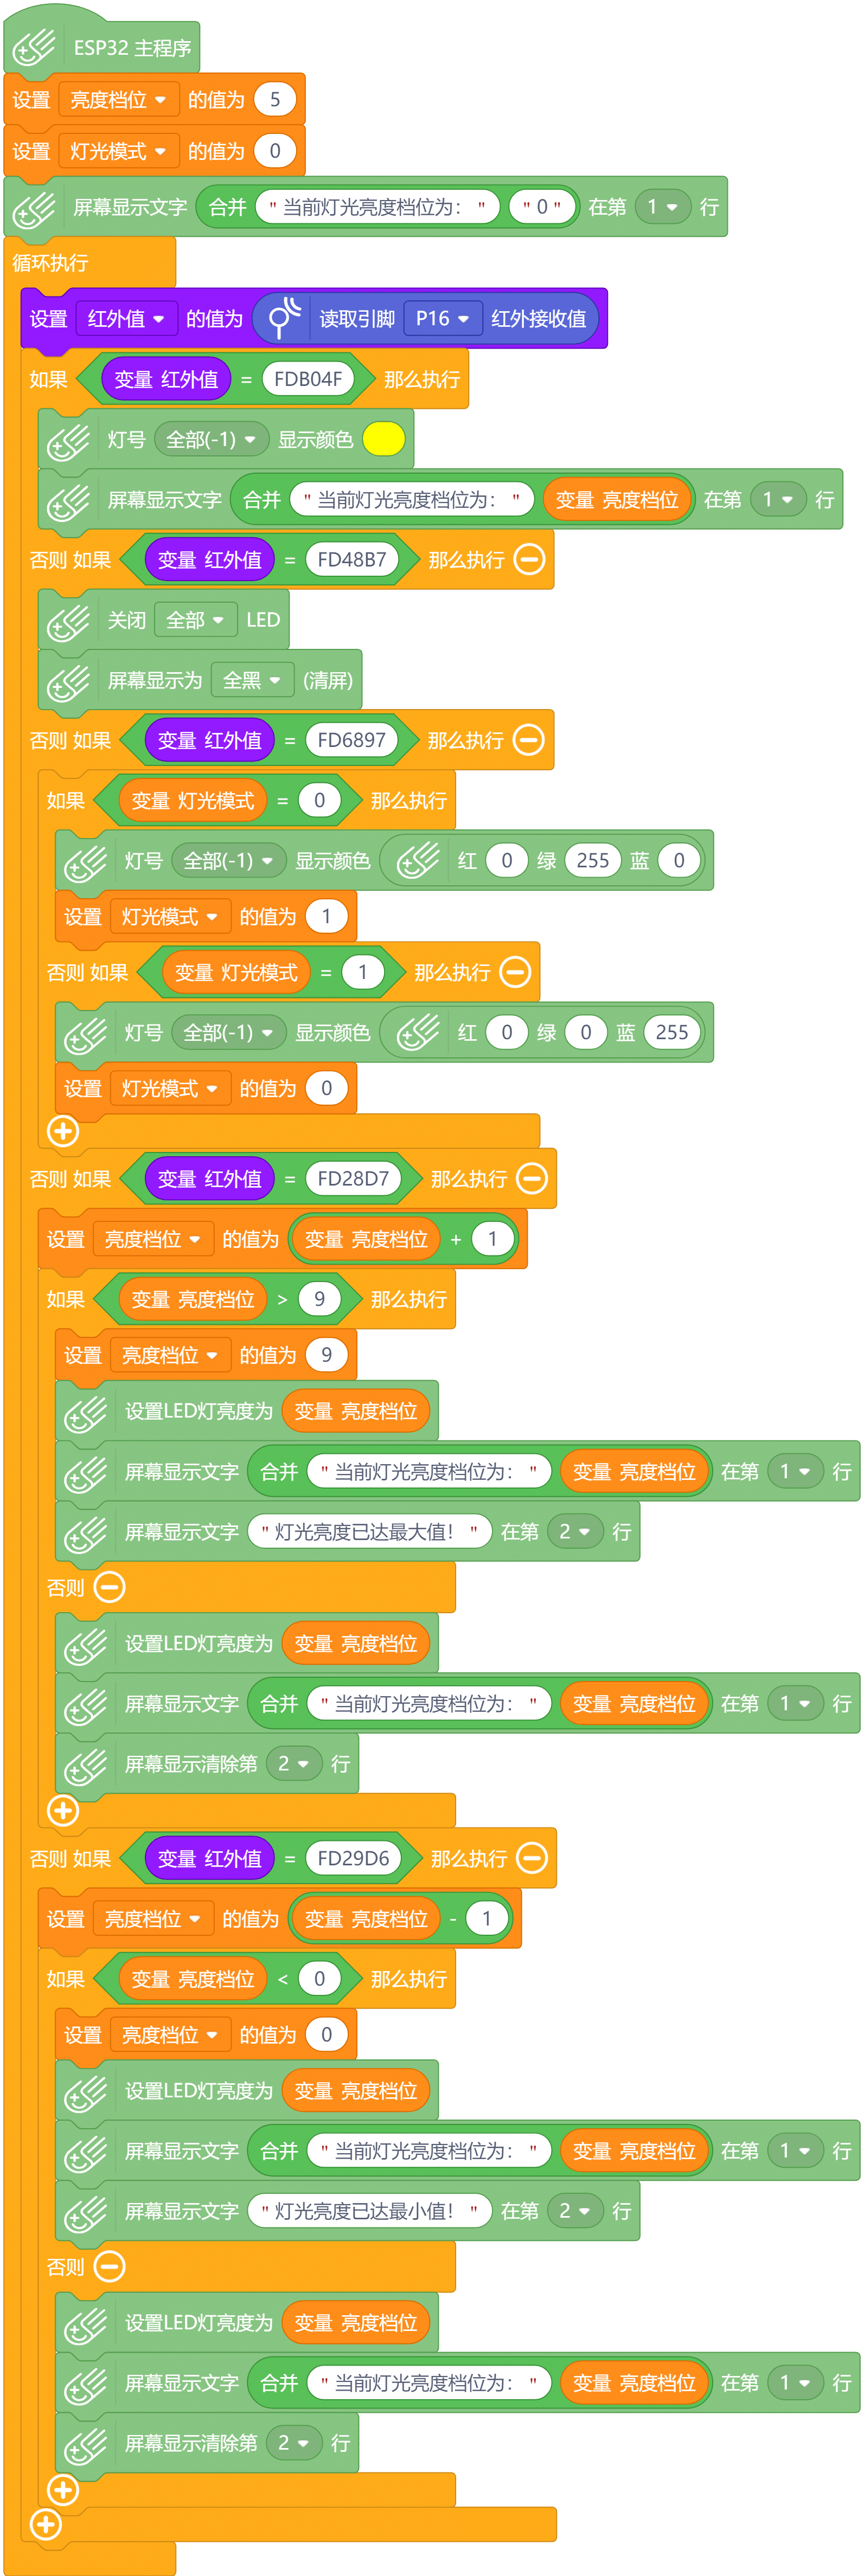 ESP32 主程序
设置 亮度档位 的值为 5
设置 灯光模式 的值为 0
屏幕显示文字 合并 " 当前灯光亮度档位为： " " 0 " 在第 1 行
循环执行
设置 红外值 的值为 读取引脚 P16 红外接收值
如果 变量 红外值 = FDB04F 那么执行
灯号 全部(-1) 显示颜色
屏幕显示文字 合并 " 当前灯光亮度档位为： " 变量 亮度档位 在第 1 行
否则 如果 变量 红外值 = FD48B7 那么执行
关闭 全部 LED
屏幕显示为 全黑 (清屏)
否则 如果 变量 红外值 = FD6897 那么执行
如果 变量 灯光模式 = 0 那么执行
灯号 全部(-1) 显示颜色 红 0 绿 255 蓝 0
设置 灯光模式 的值为 1
否则 如果 变量 灯光模式 = 1 那么执行
灯号 全部(-1) 显示颜色 红 0 绿 0 蓝 255
设置 灯光模式 的值为 0
否则 如果 变量 红外值 = FD28D7 那么执行
设置 亮度档位 的值为 变量 亮度档位 + 1
如果 变量 亮度档位 > 9 那么执行
设置 亮度档位 的值为 9
设置LED灯亮度为 变量 亮度档位
屏幕显示文字 合并 " 当前灯光亮度档位为： " 变量 亮度档位 在第 1 行
屏幕显示文字 " 灯光亮度已达最大值！ " 在第 2 行
否则
设置LED灯亮度为 变量 亮度档位
屏幕显示文字 合并 " 当前灯光亮度档位为： " 变量 亮度档位 在第 1 行
屏幕显示清除第 2 行
否则 如果 变量 红外值 = FD29D6 那么执行
设置 亮度档位 的值为 变量 亮度档位 - 1
如果 变量 亮度档位 < 0 那么执行
设置 亮度档位 的值为 0
设置LED灯亮度为 变量 亮度档位
屏幕显示文字 合并 " 当前灯光亮度档位为： " 变量 亮度档位 在第 1 行
屏幕显示文字 " 灯光亮度已达最小值！ " 在第 2 行
否则
设置LED灯亮度为 变量 亮度档位
屏幕显示文字 合并 " 当前灯光亮度档位为： " 变量 亮度档位 在第 1 行
屏幕显示清除第 2 行